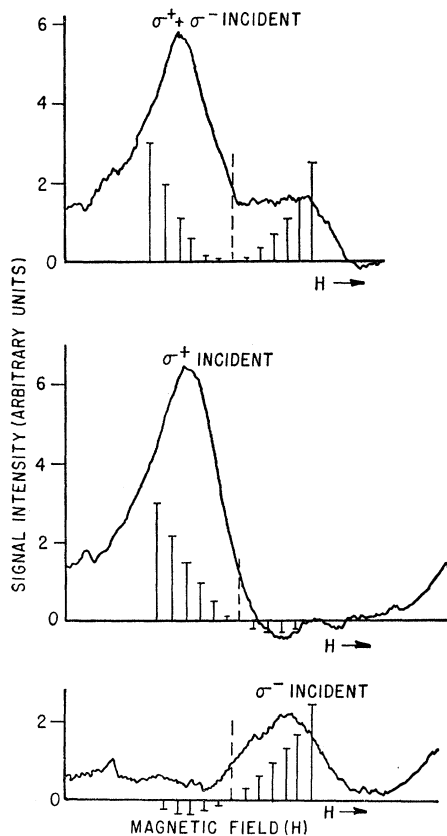 σ⁺ + σ⁻ INCIDENT
6
4
2
0
H →
σ⁺ INCIDENT
6
4
2
0
H →
σ⁻ INCIDENT
2
0
H →
MAGNETIC FIELD (H)
SIGNAL INTENSITY (ARBITRARY UNITS)